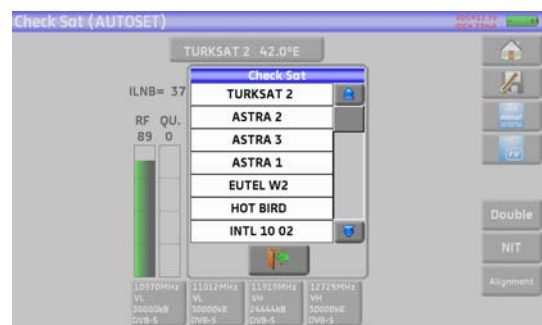 Check Sat (AUTOSET)
TURKSAT 2 42.0°E
Check Sat
ILNB= 37
TURKSAT 2
ASTRA 2
ASTRA 3
ASTRA 1
EUTEL W2
HOT BIRD
INTL 10 02
RF QU.
89 0
Double
NIT
Alignment
10970MHz 11012MHz 11919MHz 12729MHz
VL VL VH VH
30000kB 30000kB 24444kB 30000kB
DVB-S DVB-S DVB-S DVB-S